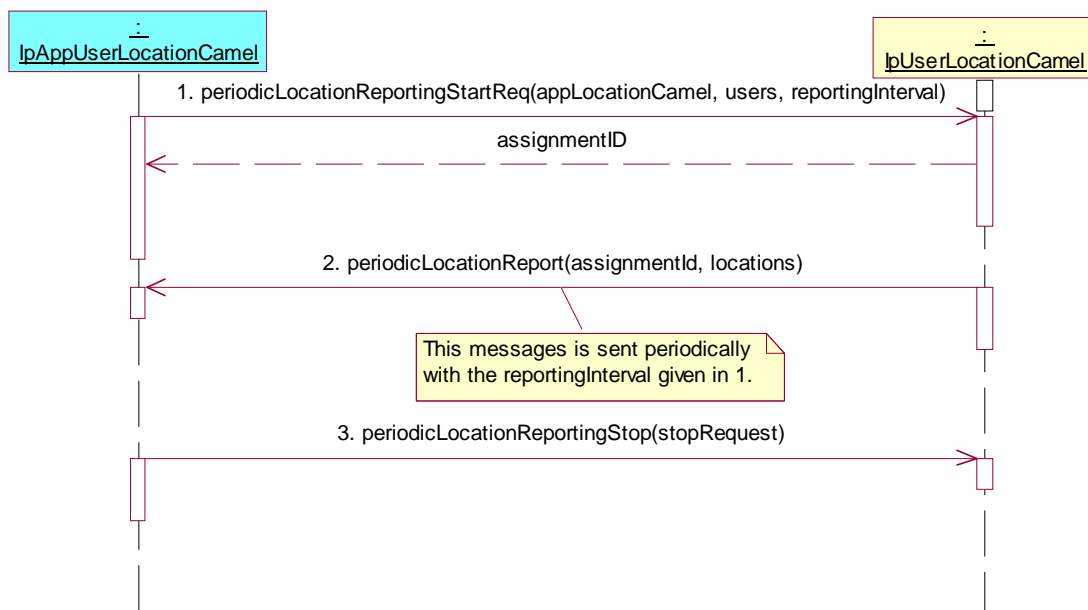 :
IpAppUserLocationCamel
:
IpUserLocationCamel
1. periodicLocationReportingStartReq(appLocationCamel, users, reportingInterval)
assignmentID
2. periodicLocationReport(assignmentId, locations)
This messages is sent periodically
with the reportingInterval given in 1.
3. periodicLocationReportingStop(stopRequest)